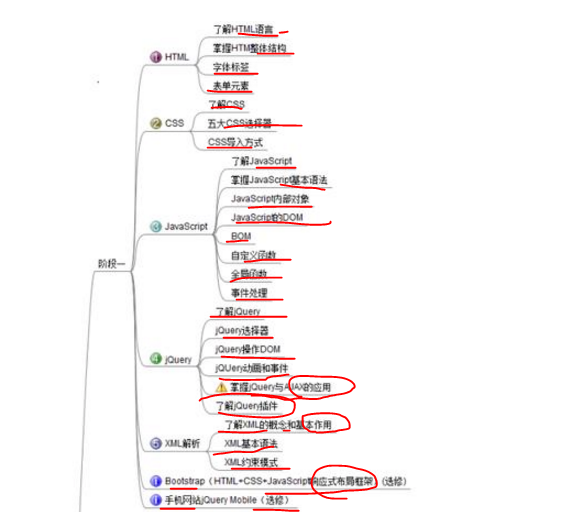 阶段一
HTML
了解HTML语言
掌握HTM整体结构
字体标签
表单元素
CSS
了解CSS
五大CSS选择器
CSS导入方式
JavaScript
了解JavaScript
掌握JavaScript基本语法
JavaScript内部对象
JavaScript的DOM
BOM
自定义函数
全局函数
事件处理
jQuery
了解jQuery
jQuery选择器
jQuery操作DOM
jQUery动画和事件
掌握jQuery与AJAX的应用
了解jQuery插件
XML解析
了解XML的概念和基本作用
XML基本语法
XML约束模式
Bootstrap（HTML+CSS+JavaScript响应式布局框架）（选修）
手机网站jQuery Mobile（选修）